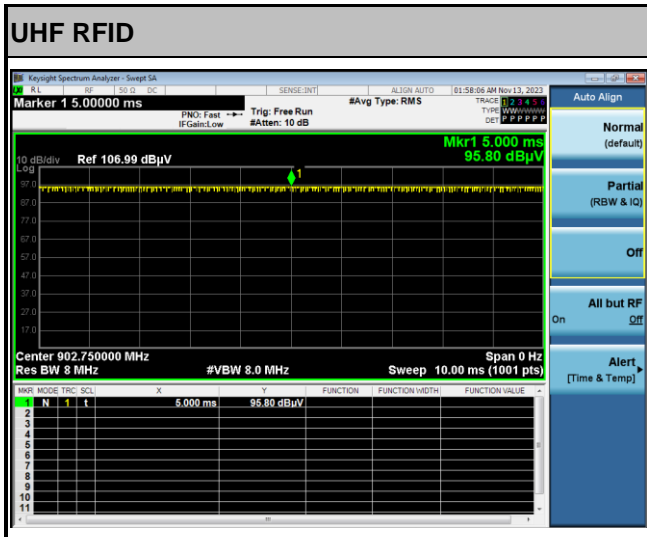 UHF RFID
Keysight Spectrum Analyzer - Swept SA
RL RF 50 Ω DC SENSE:INT ALIGN AUTO 01:58:06 AM Nov 13, 2023
Marker 1 5.00000 ms
PNO: Fast
IFGain:Low
Trig: Free Run
#Atten: 10 dB
#Avg Type: RMS
TRACE 1 2 3 4 5 6
TYPE WWWWWW
DET P P P P P P
Auto Align
Mkr1 5.000 ms
95.80 dBµV
10 dB/div Ref 106.99 dBµV
Log
97.0
87.0
77.0
67.0
57.0
47.0
37.0
27.0
17.0
1
Center 902.750000 MHz
Span 0 Hz
Res BW 8 MHz
#VBW 8.0 MHz
Sweep 10.00 ms (1001 pts)
MKR MODE TRC SCL X Y FUNCTION FUNCTION WIDTH FUNCTION VALUE
1 N 1 t 5.000 ms 95.80 dBµV
2
3
4
5
6
7
8
9
10
11
Normal
(default)
Partial
(RBW & IQ)
Off
All but RF
On Off
Alert
[Time & Temp]